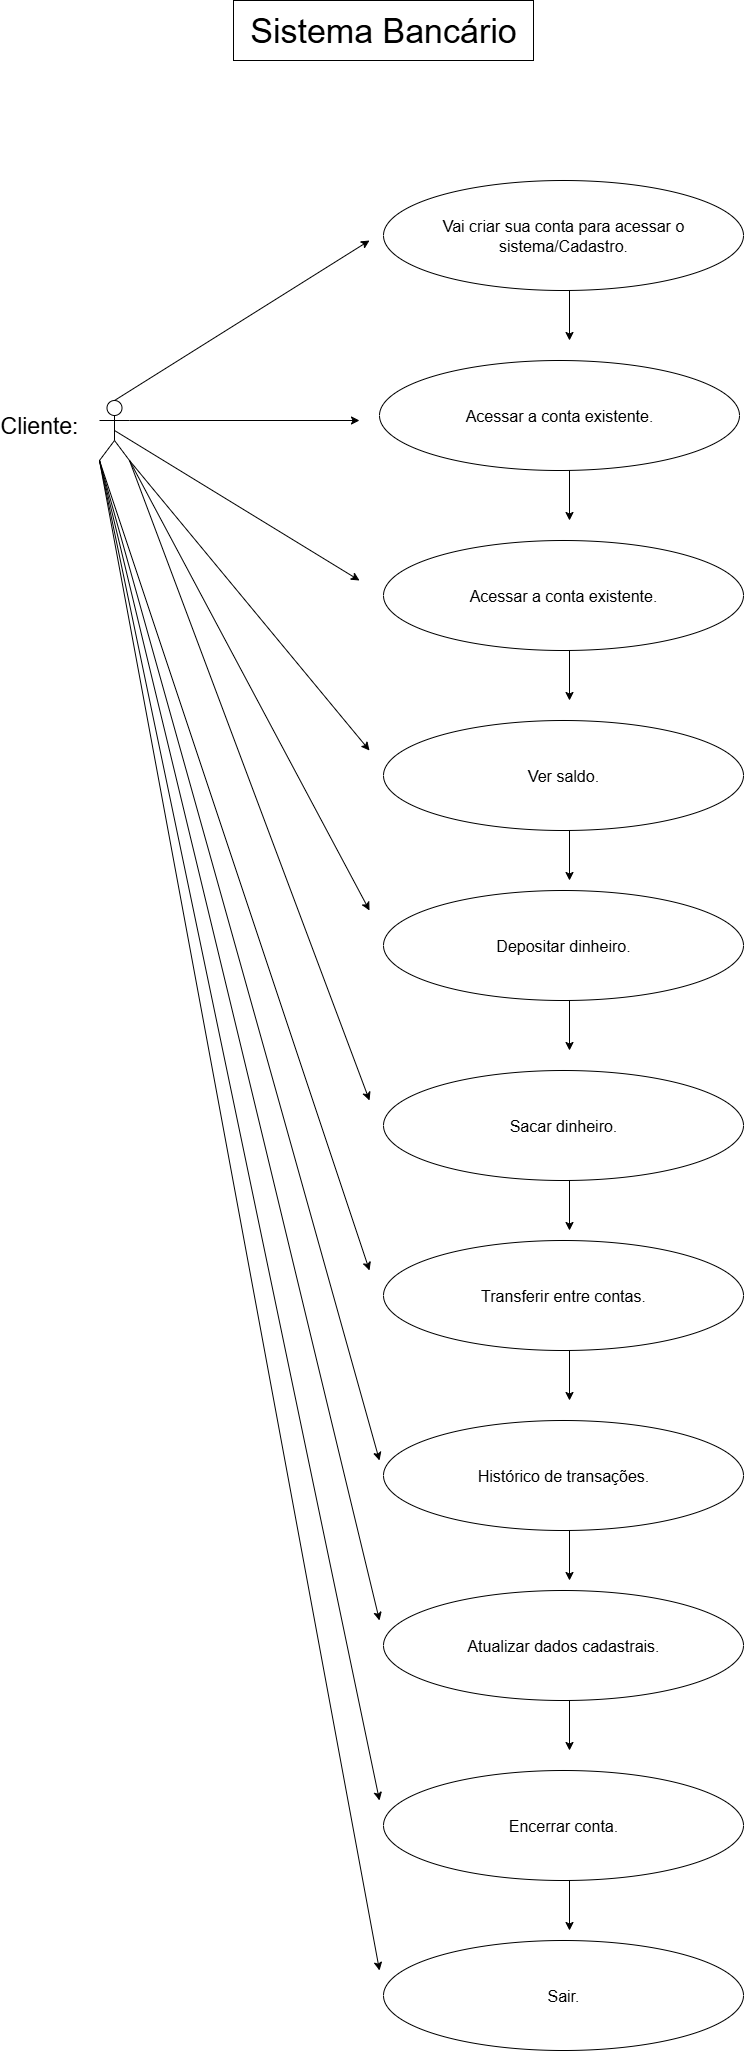 Sistema Bancário
Vai criar sua conta para acessar o
sistema/Cadastro.
Cliente:
Acessar a conta existente.
Acessar a conta existente.
Ver saldo.
Depositar dinheiro.
Sacar dinheiro.
Transferir entre contas.
Histórico de transações.
Atualizar dados cadastrais.
Encerrar conta.
Sair.